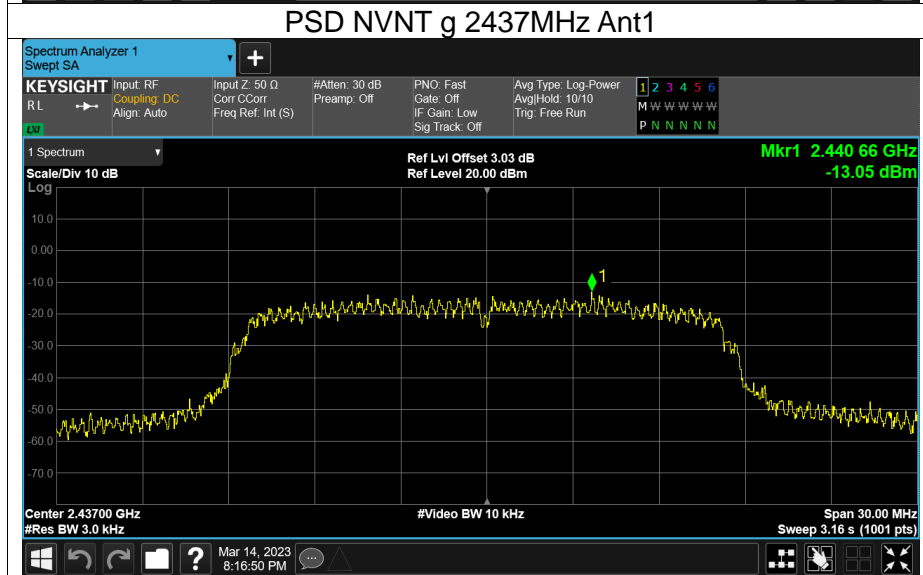 PSD NVNT g 2437MHz Ant1
Spectrum Analyzer 1
Swept SA
+
KEYSIGHT
R L
LXI
Input: RF
Coupling: DC
Align: Auto
Input Z: 50 Ω
Corr CCorr
Freq Ref: Int (S)
#Atten: 30 dB
Preamp: Off
PNO: Fast
Gate: Off
IF Gain: Low
Sig Track: Off
Avg Type: Log-Power
Avg|Hold: 10/10
Trig: Free Run
1 2 3 4 5 6
M W W W W W
P N N N N N
1 Spectrum
Scale/Div 10 dB
Log
Ref Lvl Offset 3.03 dB
Ref Level 20.00 dBm
Mkr1 2.440 66 GHz
-13.05 dBm
10.0
0.00
-10.0
-20.0
-30.0
-40.0
-50.0
-60.0
-70.0
1
Center 2.43700 GHz
#Res BW 3.0 kHz
#Video BW 10 kHz
Span 30.00 MHz
Sweep 3.16 s (1001 pts)
?
Mar 14, 2023
8:16:50 PM